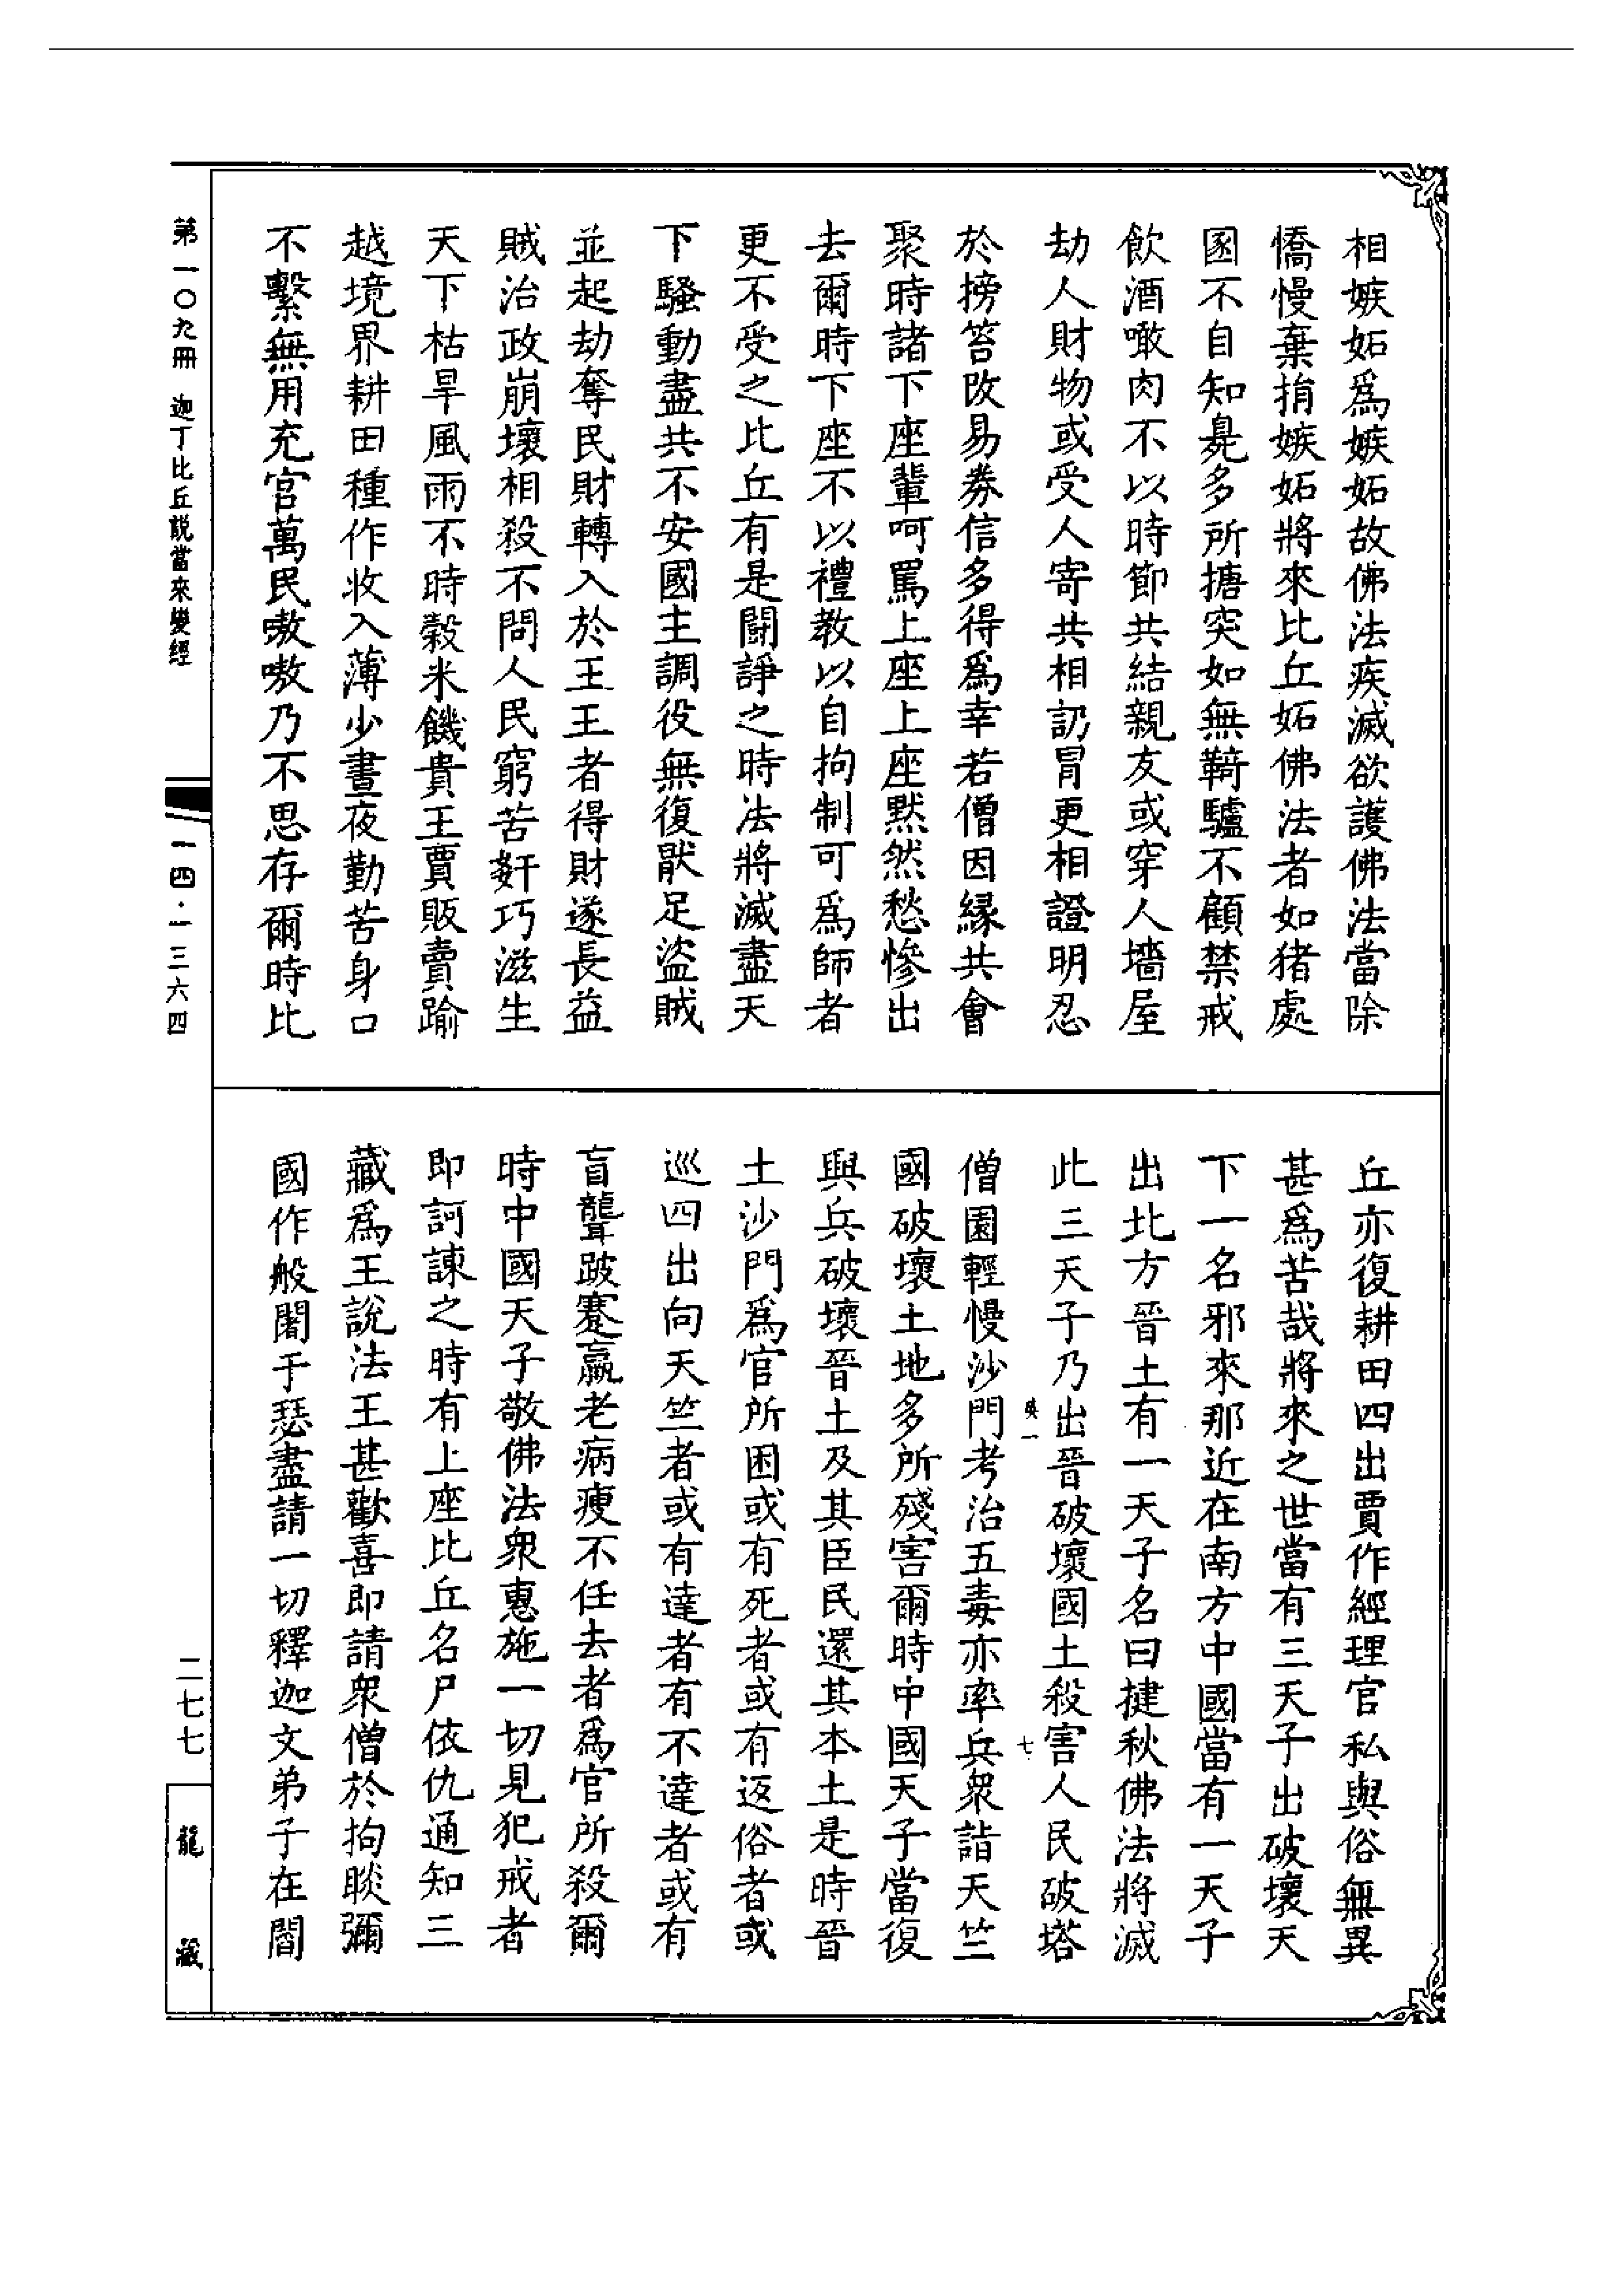 相嫉妬爲嫉妬故佛法疾滅欲護佛法當除
憍慢棄捐嫉妬將來比丘妬佛法者如猪處
圂不自知臭多所搪突如無鞿驢不顧禁戒
飲酒噉肉不以時節共結親友或穿人墻屋
劫人財物或受人寄共相訒冐更相證明忍
於搒笞改易券信多得爲幸若僧因緣共會
聚時諸下座輩呵罵上座上座默然愁慘出
去爾時下座不以禮教以自拘制可爲師者
更不受之比丘有是鬪諍之時法將滅盡天
下騷動盡共不安國主調役無復猒足盜賊
並起劫奪民財轉入於王王者得財遂長益
賊治政崩壞相殺不問人民窮苦姧巧滋生
天下枯旱風雨不時穀米饑貴王賈販賣踰
越境界耕田種作收入薄少晝夜勤苦身口
不繫無用充官萬民嗷嗷乃不思存爾時比
丘亦復耕田四出賈作經理官私與俗無異
甚爲苦哉將來之世當有三天子出破壞天
下一名邪來那近在南方中國當有一天子
出北方晉土有一天子名曰揵秋佛法將滅
此三天子乃出晉破壞國土殺害人民破塔
僧園輕慢沙門考治五毒亦率兵衆詣天竺
國破壞土地多所殘害爾時中國天子當復
與兵破壞晉土及其臣民還其本土是時晉
土沙門爲官所困或有死者或有返俗者或
巡四出向天竺者或有達者有不達者或有
盲聾跛蹇羸老病瘦不任去者爲官所殺爾
時中國天子敬佛法衆惠施一切見犯戒者
即訶諫之時有上座比丘名尸依仇通知三
藏爲王說法王甚歡喜即請衆僧於拘睒彌
國作般闍于瑟盡請一切釋迦文弟子在閻
第一〇九冊 迦丁比丘説當來變經
一四·一三六四
二七七
龍藏